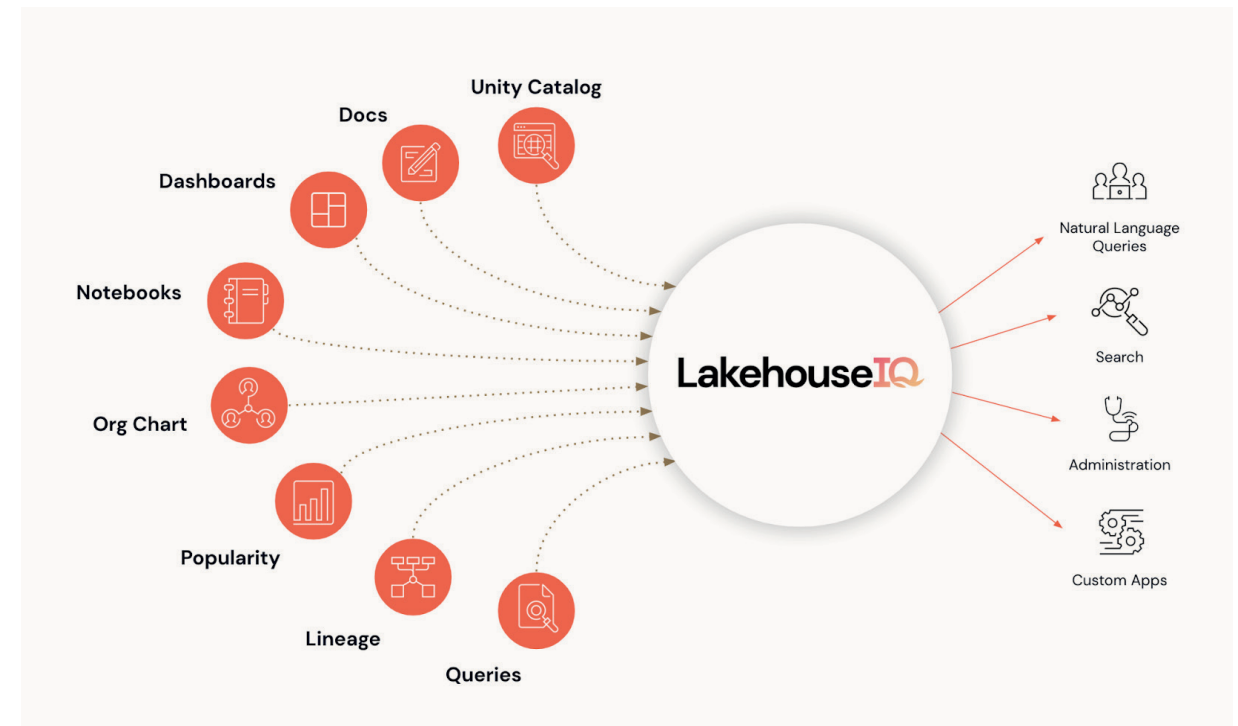 Unity Catalog
Docs
Dashboards
Notebooks
Org Chart
Popularity
Lineage
Queries
LakehouseIQ
Natural Language
Queries
Search
Administration
Custom Apps